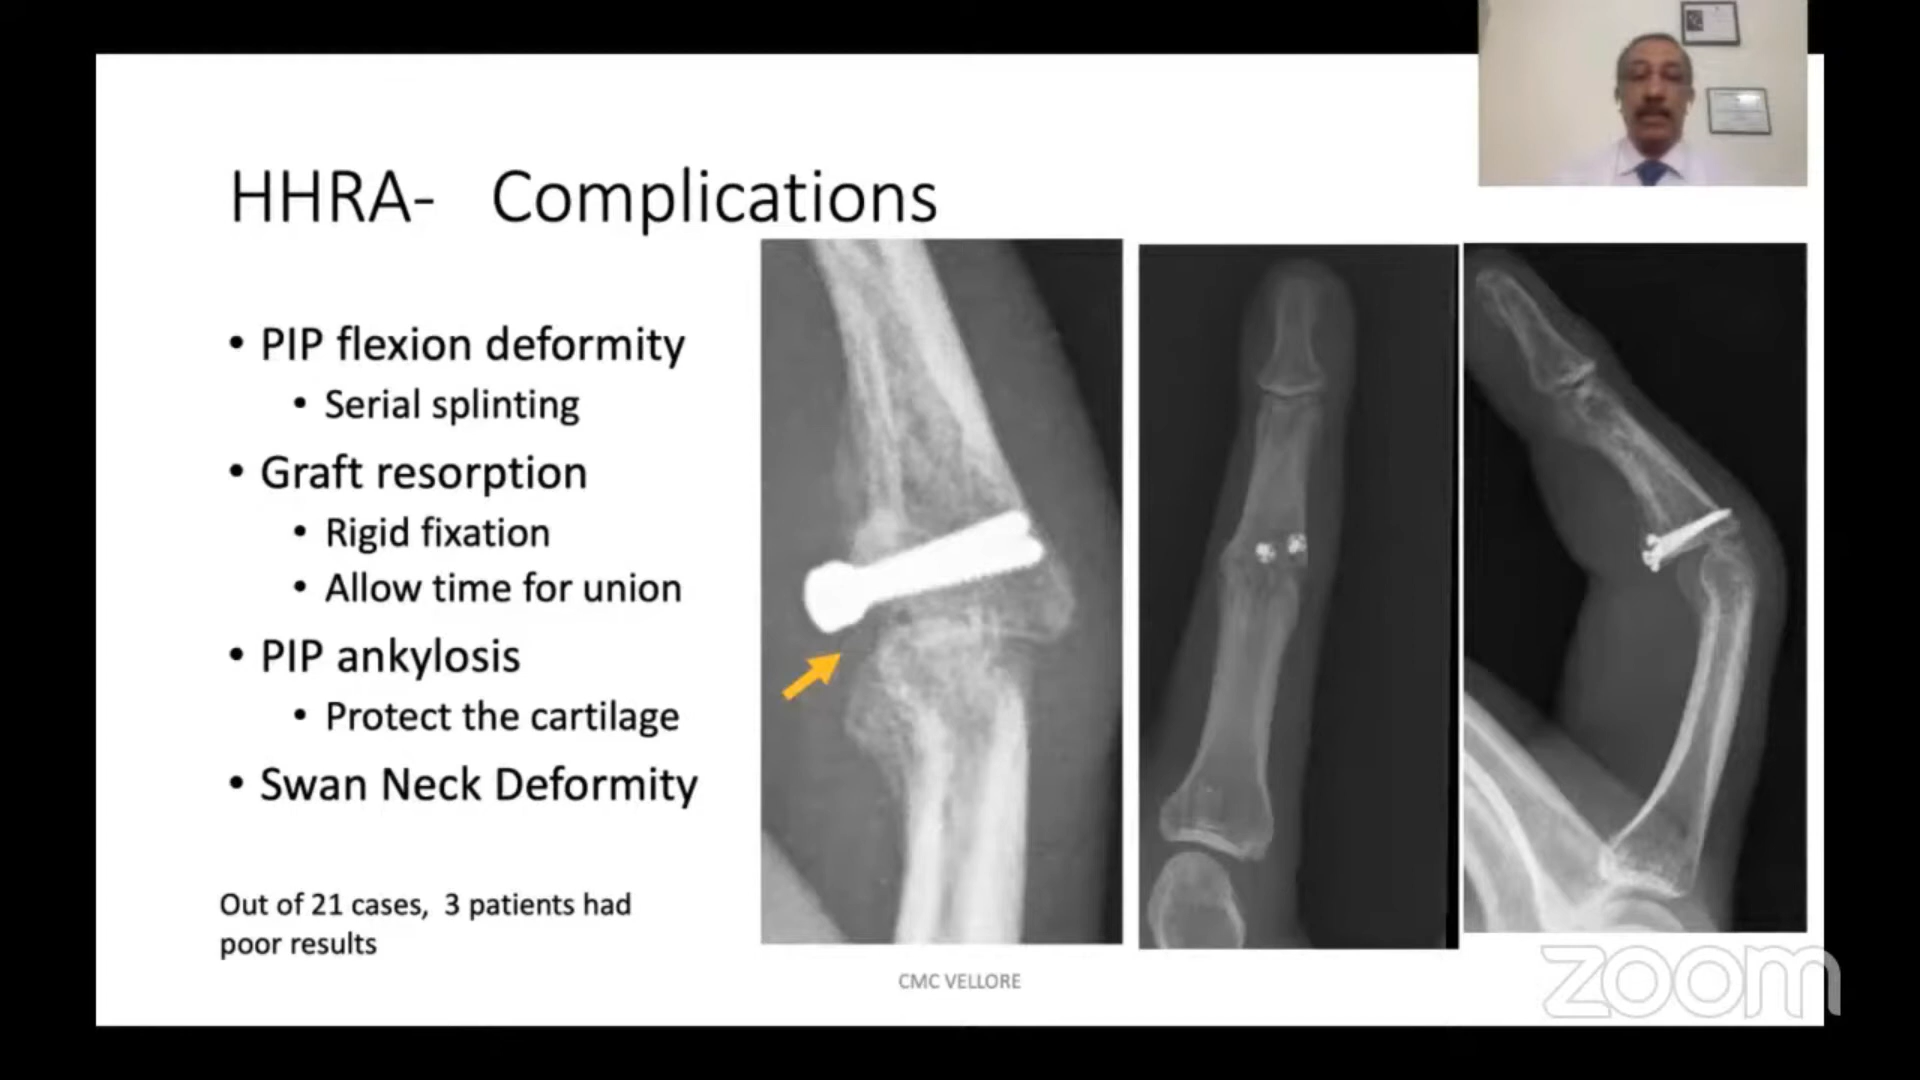 HHRA- Complications
• PIP flexion deformity
• Serial splinting
• Graft resorption
• Rigid fixation
• Allow time for union
• PIP ankylosis
• Protect the cartilage
• Swan Neck Deformity
Out of 21 cases, 3 patients had
poor results
CMC VELLORE
zoom